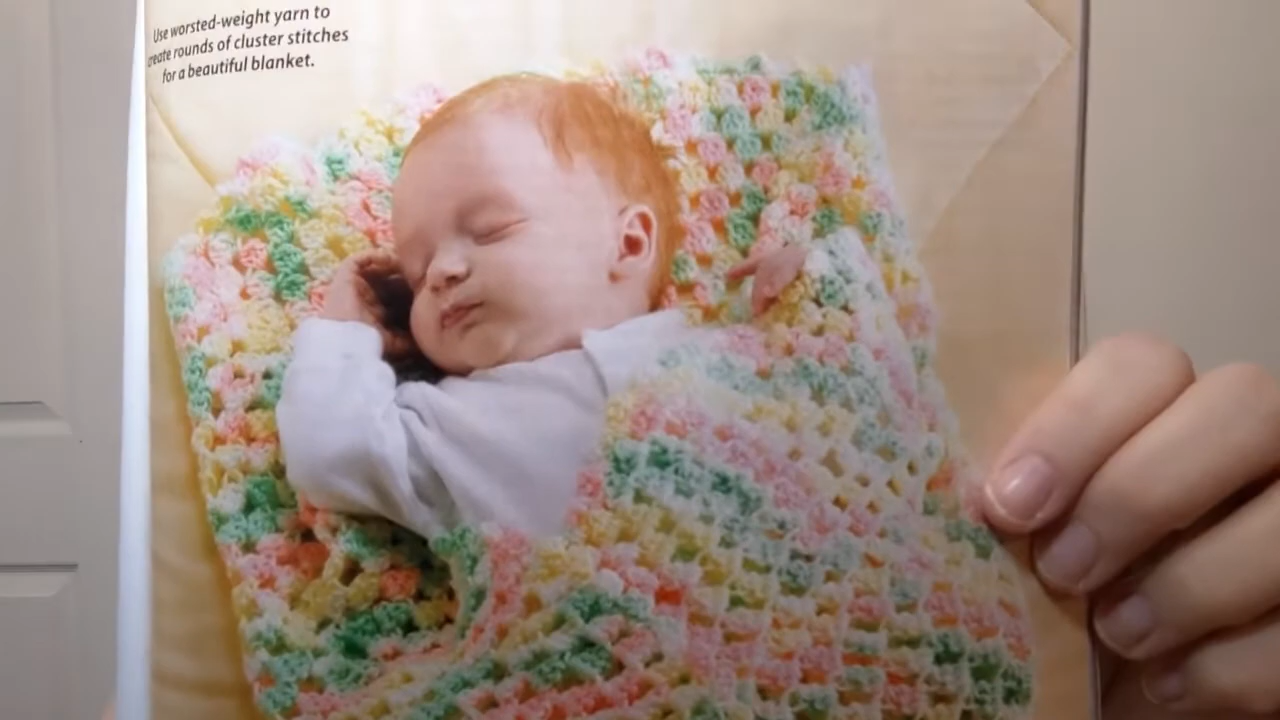 Use worsted-weight yarn to
create rounds of cluster stitches
for a beautiful blanket.